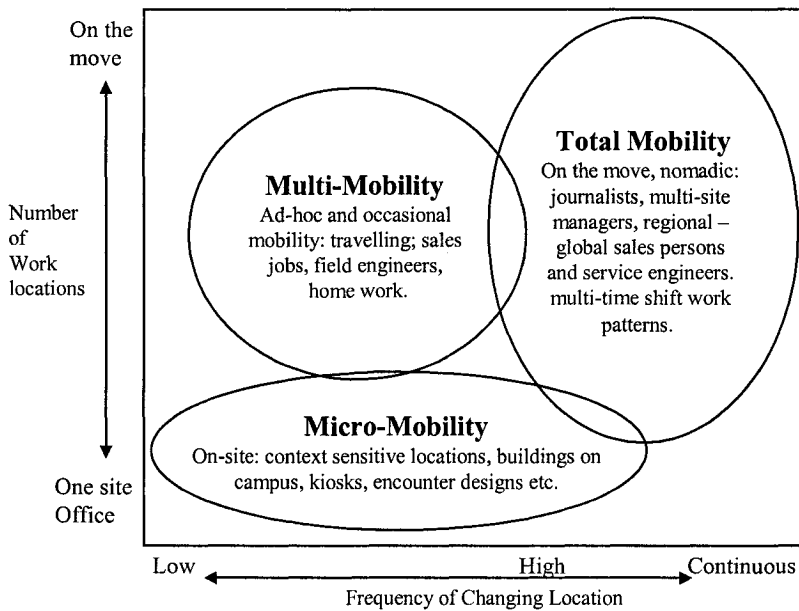 On the
move
Number
of
Work
locations
One site
Office
Multi-Mobility
Ad-hoc and occasional
mobility: travelling; sales
jobs, field engineers,
home work.
Total Mobility
On the move, nomadic:
journalists, multi-site
managers, regional –
global sales persons
and service engineers.
multi-time shift work
patterns.
Micro-Mobility
On-site: context sensitive locations, buildings on
campus, kiosks, encounter designs etc.
Low
High
Continuous
Frequency of Changing Location